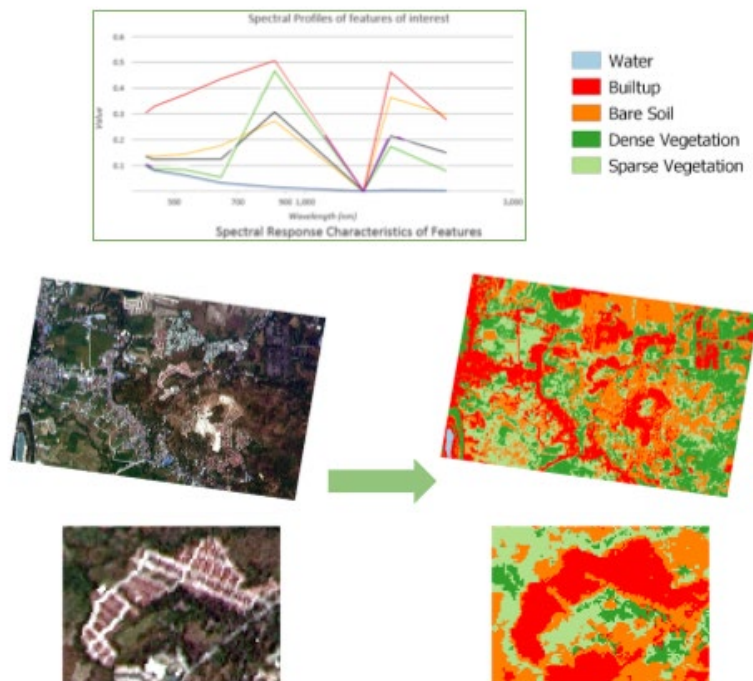 Spectral Profiles of features of interest
0.6
0.5
0.4
0.3
0.2
0.1
Value
500
700
900
1,000
3,000
Wavelength (nm)
Spectral Response Characteristics of Features
Water
Builtup
Bare Soil
Dense Vegetation
Sparse Vegetation